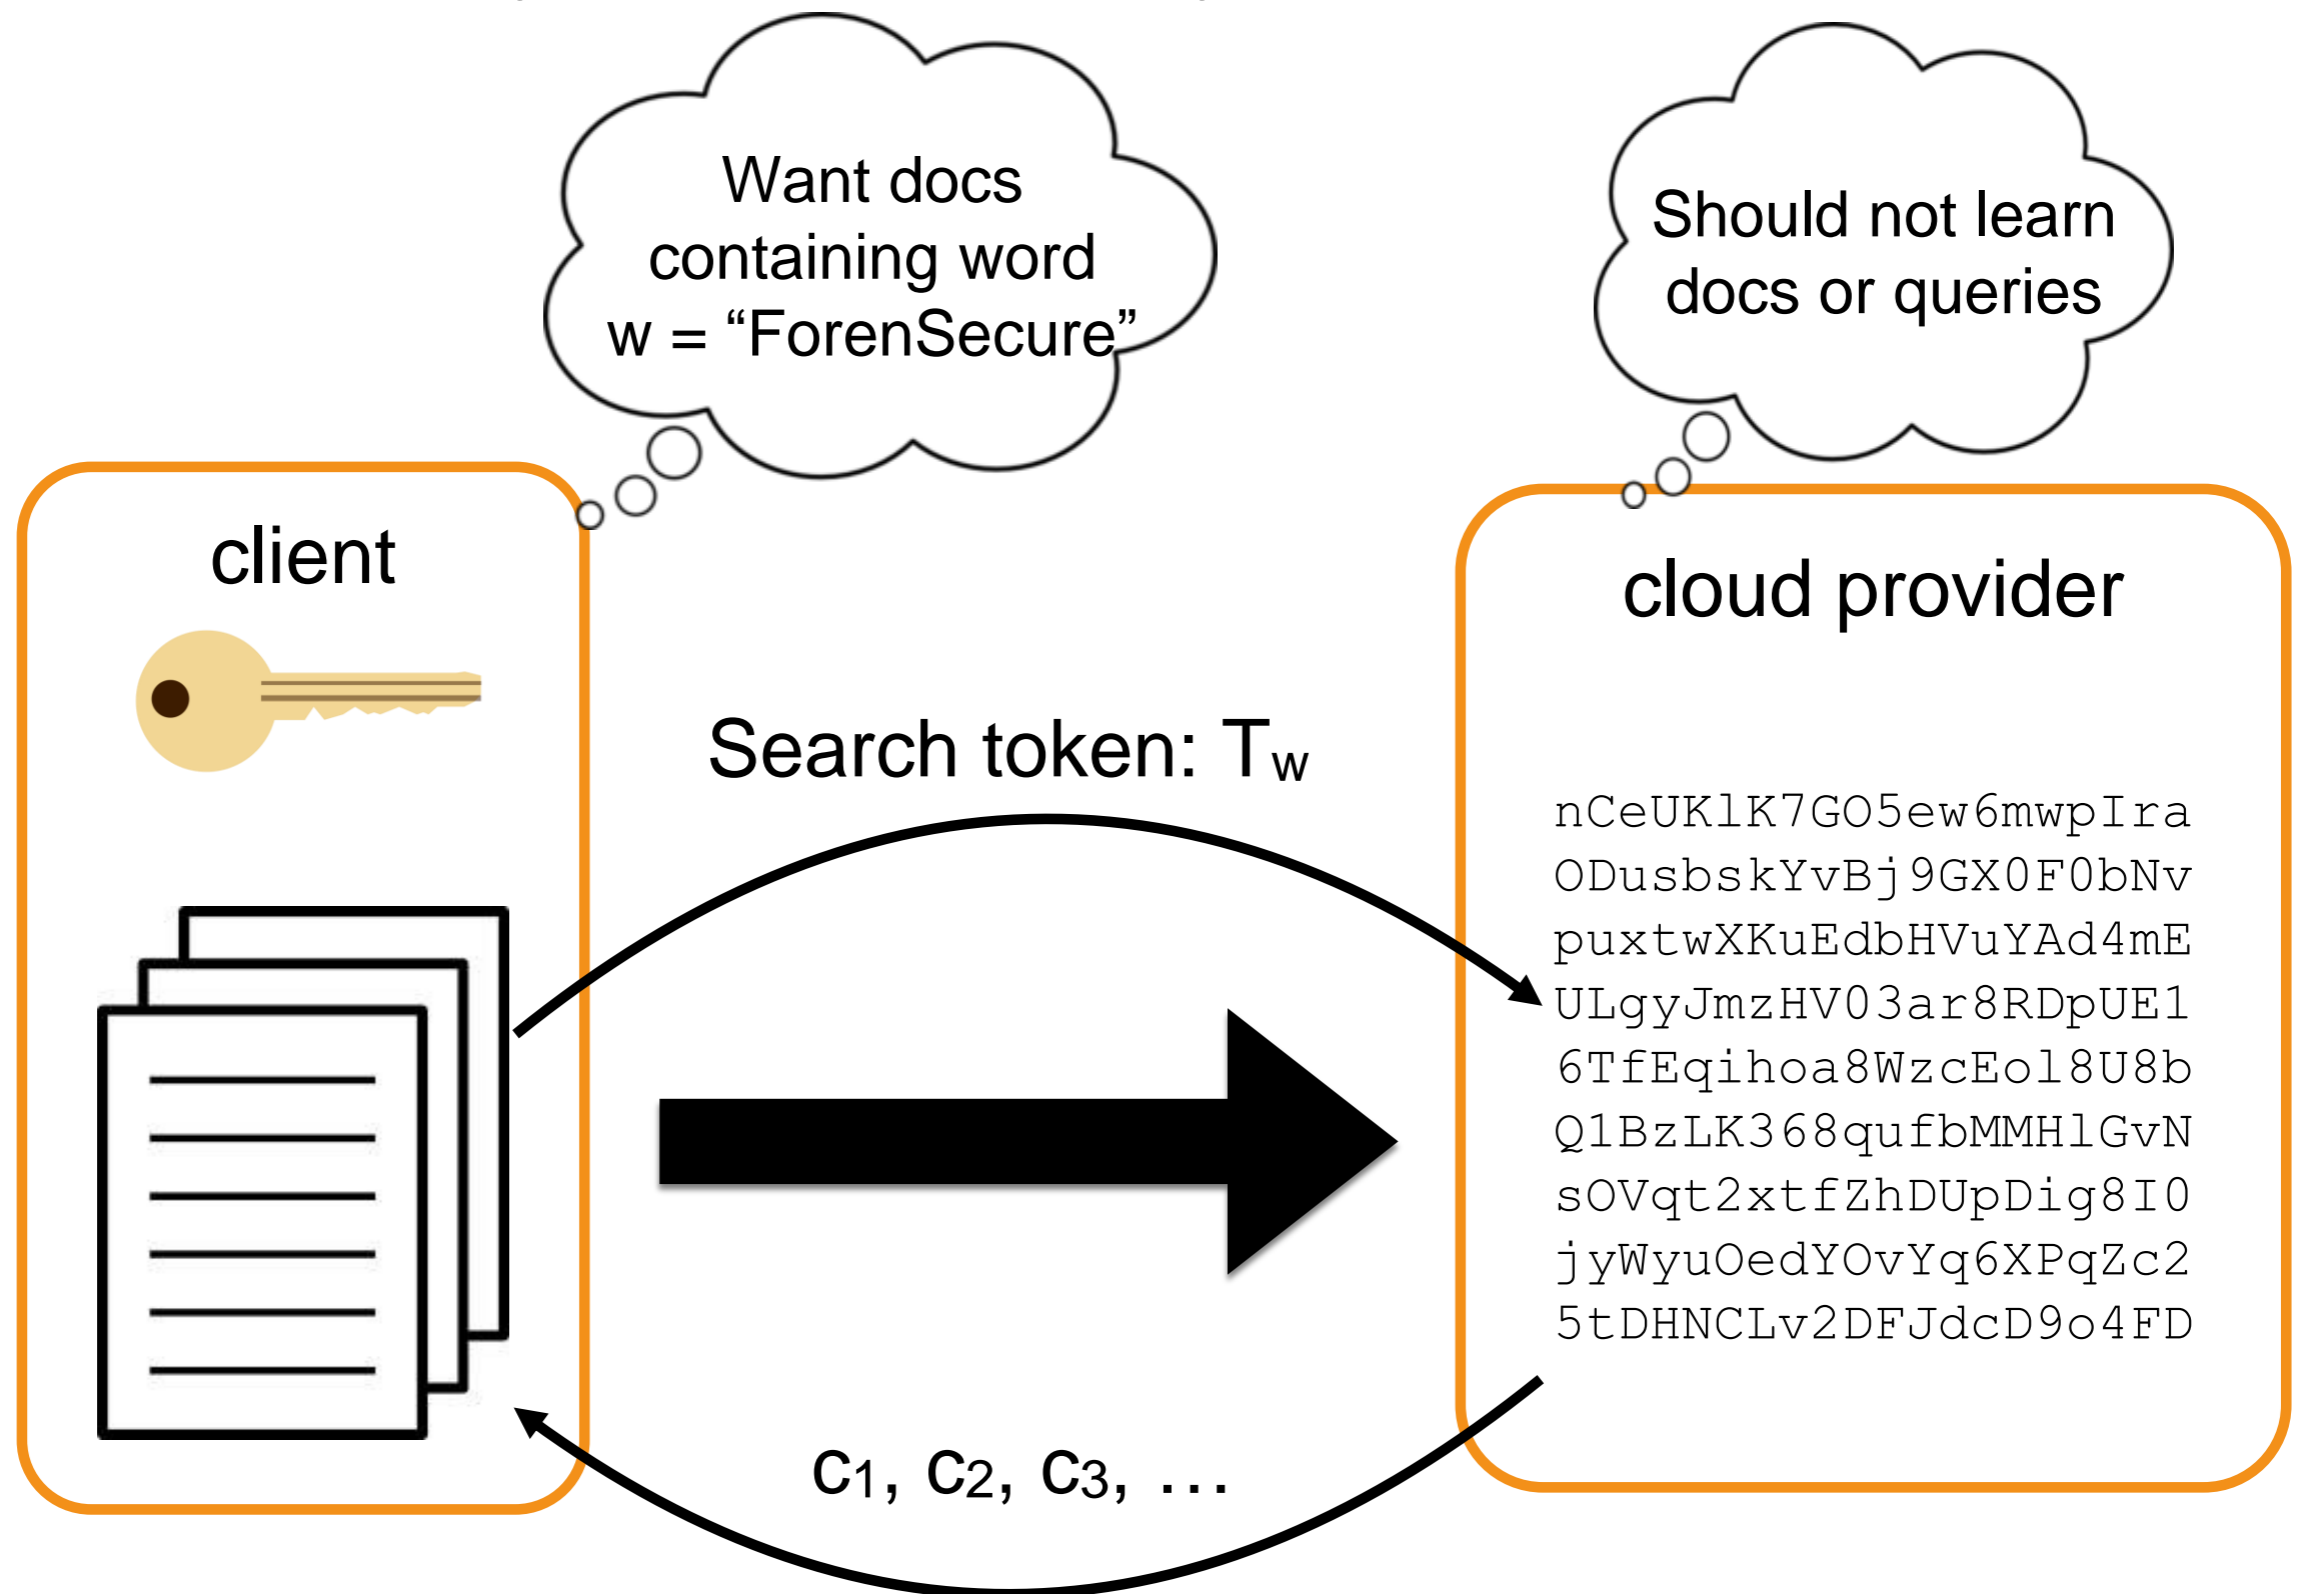 Want docs
containing word
w = “ForenSecure”
Should not learn
docs or queries
client
cloud provider
Search token: Tw
nCeUKlK7GO5ew6mwpIra
ODusbskYvBj9GX0F0bNv
puxtwXKuEdbHVuYAd4mE
ULgyJmzHV03ar8RDpUE1
6TfEqihoa8WzcEol8U8b
Q1BzLK368qufbMMHlGvN
sOVqt2xtfZhDUpDig8I0
jyWyuOedYOvYq6XPqZc2
5tDHNCLv2DFJdcD9o4FD
c1, c2, c3, …